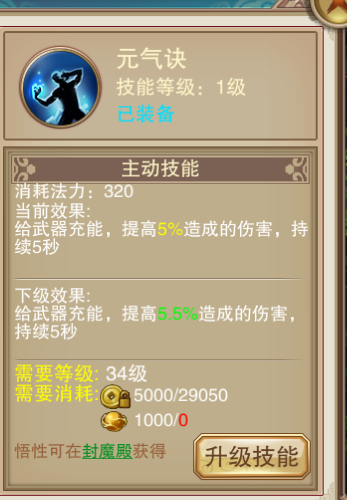 元气诀
技能等级：1级
已装备
主动技能
消耗法力：320
当前效果:
给武器充能，提高5%造成的伤害，持
续5秒
下级效果:
给武器充能，提高5.5%造成的伤害，
持续5秒
需要等级: 34级
需要消耗: 5000/29050
1000/0
悟性可在封魔殿获得
升级技能